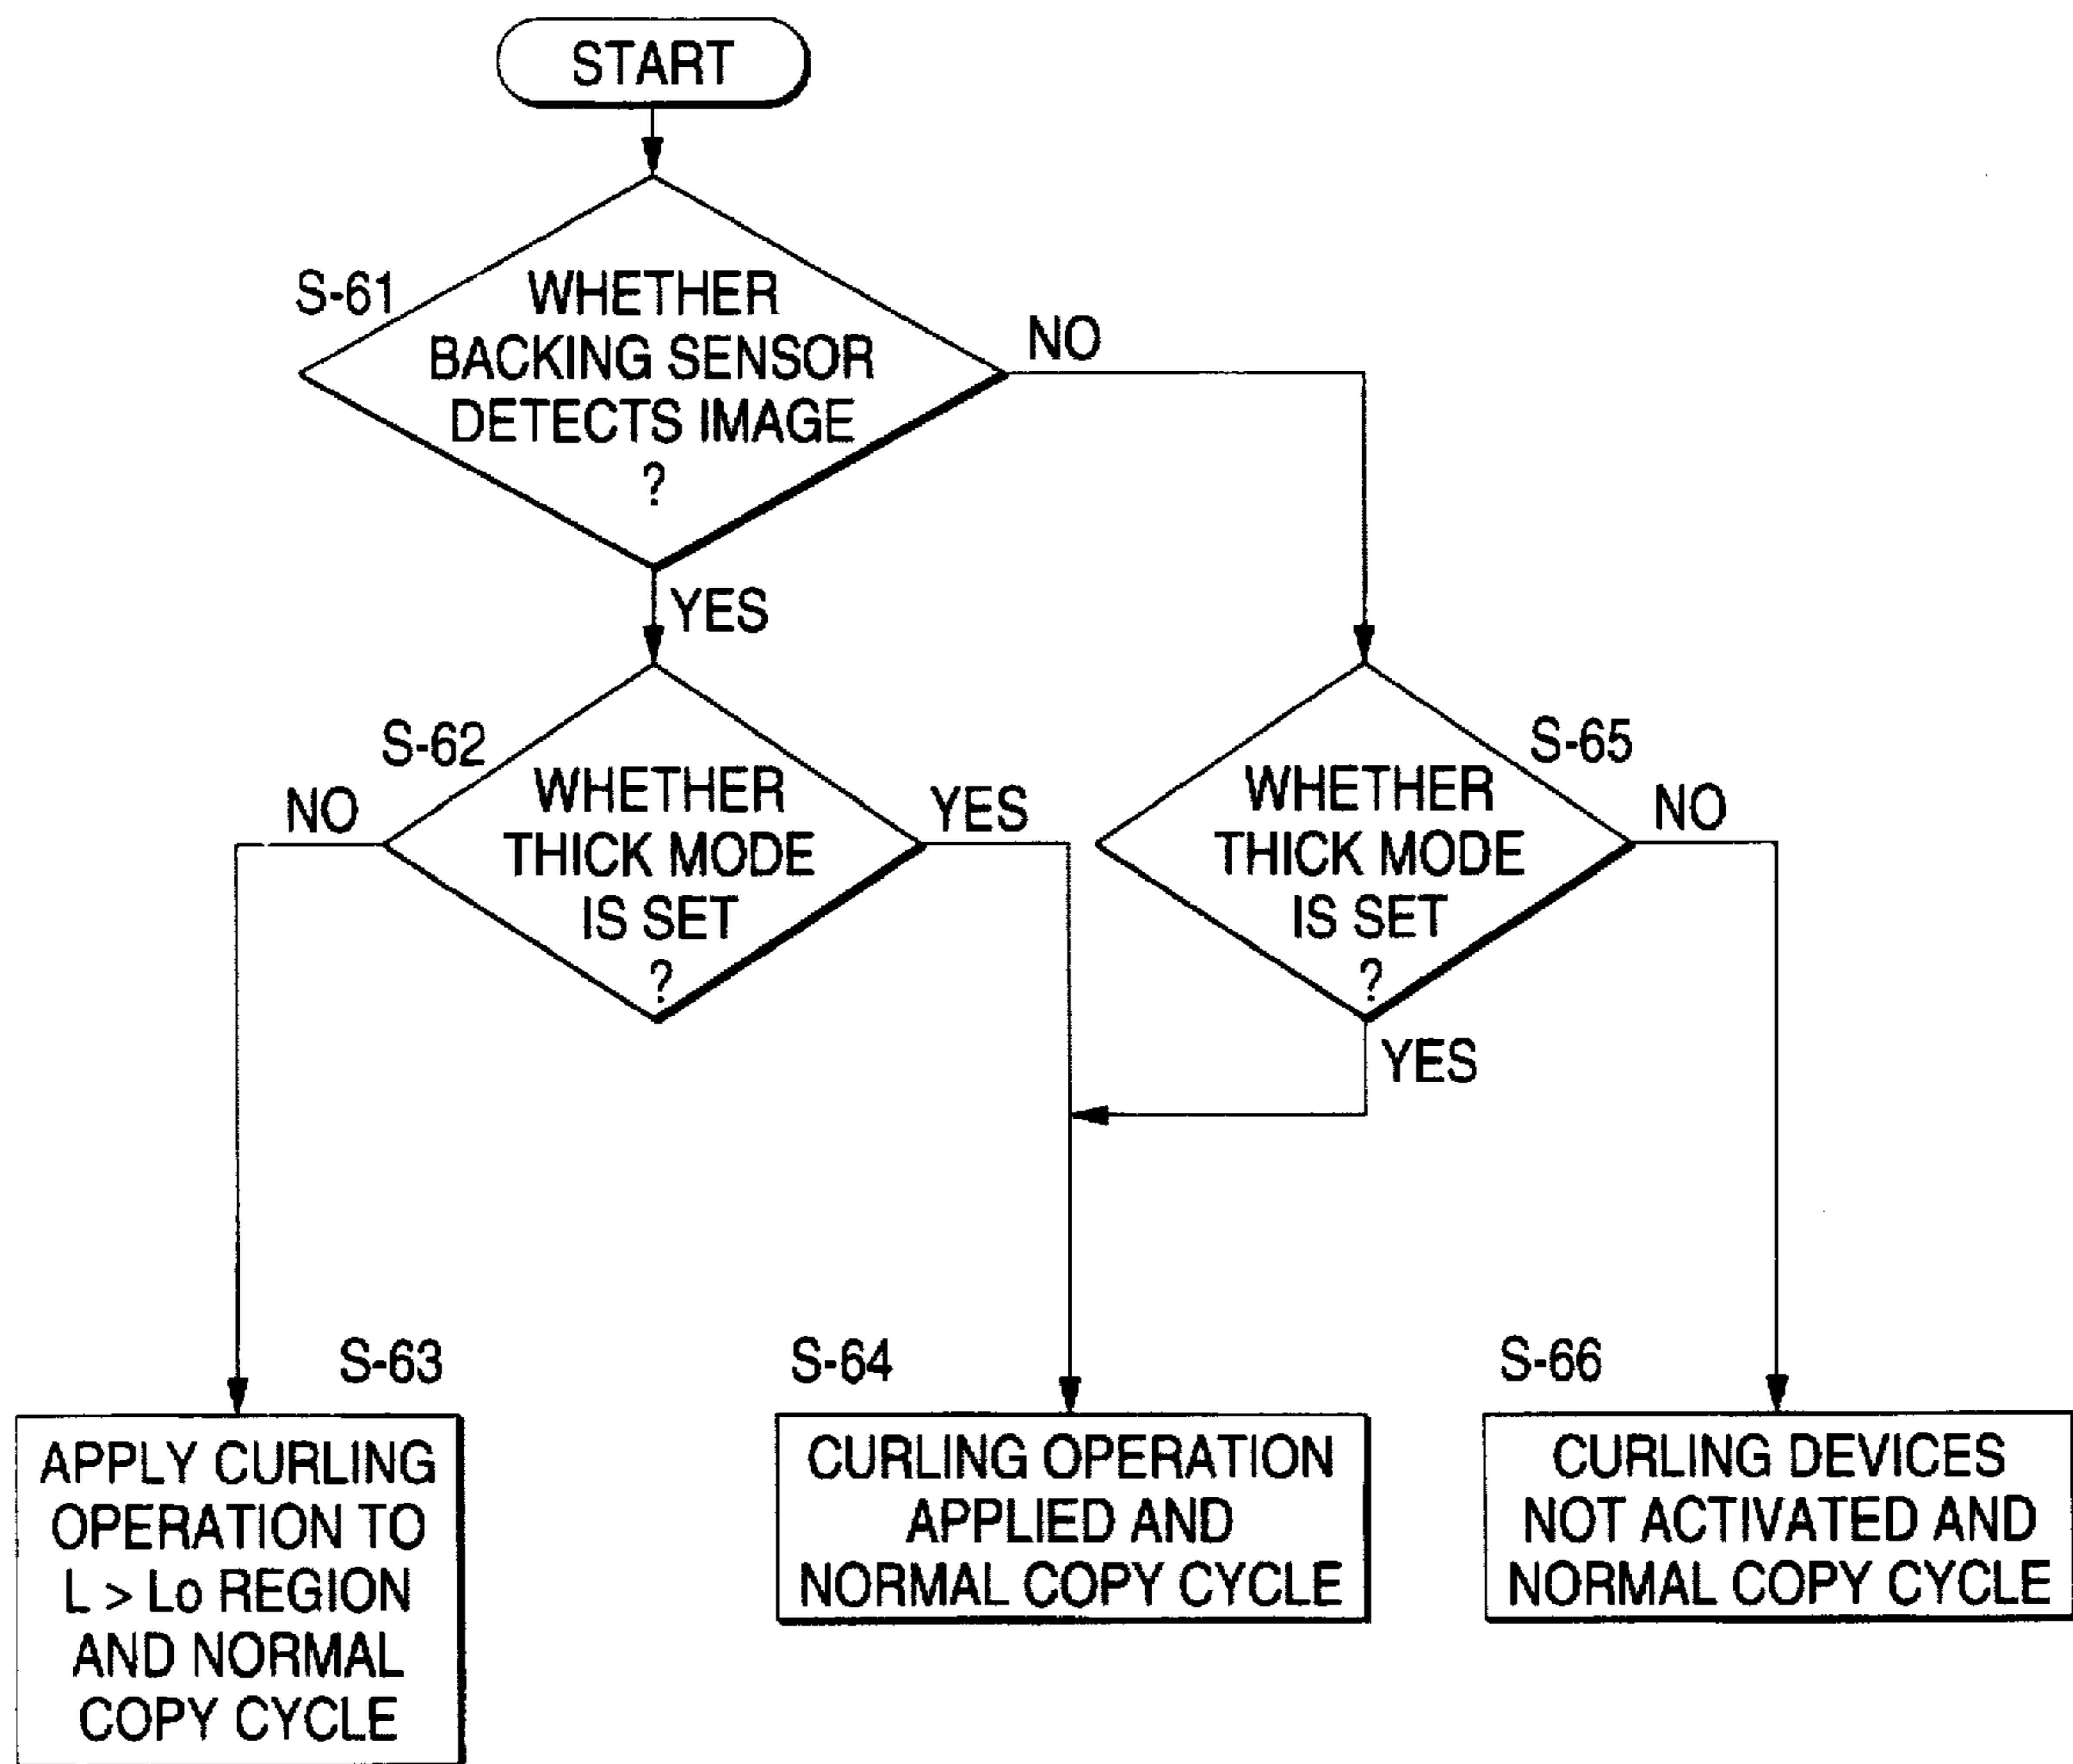 START
S-61
WHETHER
BACKING SENSOR
DETECTS IMAGE
?
NO
YES
S-62
NO
WHETHER
THICK MODE
IS SET
?
YES
S-65
WHETHER
THICK MODE
IS SET
?
NO
YES
S-63
APPLY CURLING
OPERATION TO
L > Lo REGION
AND NORMAL
COPY CYCLE
S-64
CURLING OPERATION
APPLIED AND
NORMAL COPY CYCLE
S-66
CURLING DEVICES
NOT ACTIVATED AND
NORMAL COPY CYCLE